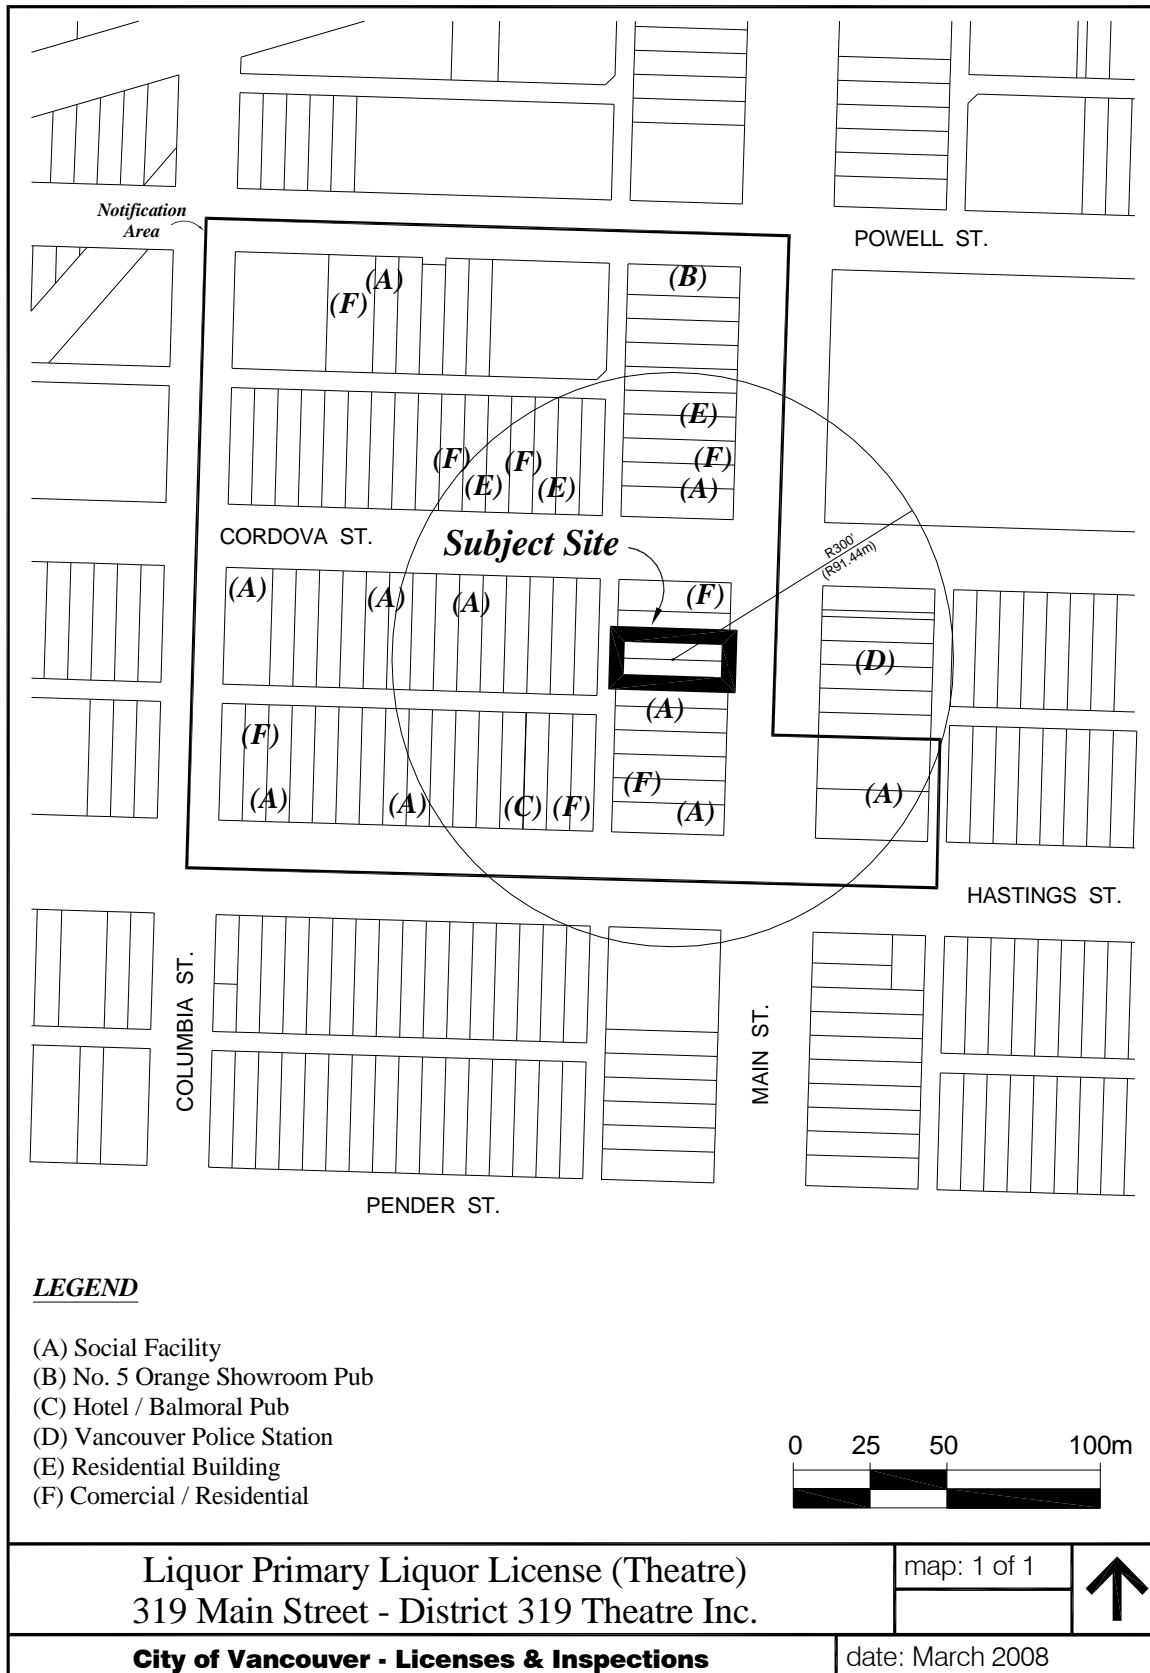 Notification
Area
POWELL ST.
(B)
(A)
(F)
(E)
(F)
(F)
(F)
(E)
(E)
(A)
CORDOVA ST.
Subject Site
R300'
(R91.44m)
(A)
(A)
(A)
(F)
(D)
(A)
(F)
(F)
(A)
(A)
(A)
(C)
(F)
(A)
HASTINGS ST.
COLUMBIA ST.
MAIN ST.
PENDER ST.
LEGEND
(A) Social Facility
(B) No. 5 Orange Showroom Pub
(C) Hotel / Balmoral Pub
(D) Vancouver Police Station
(E) Residential Building
(F) Comercial / Residential
0 25 50 100m
Liquor Primary Liquor License (Theatre)
319 Main Street - District 319 Theatre Inc.
map: 1 of 1
City of Vancouver - Licenses & Inspections
date: March 2008